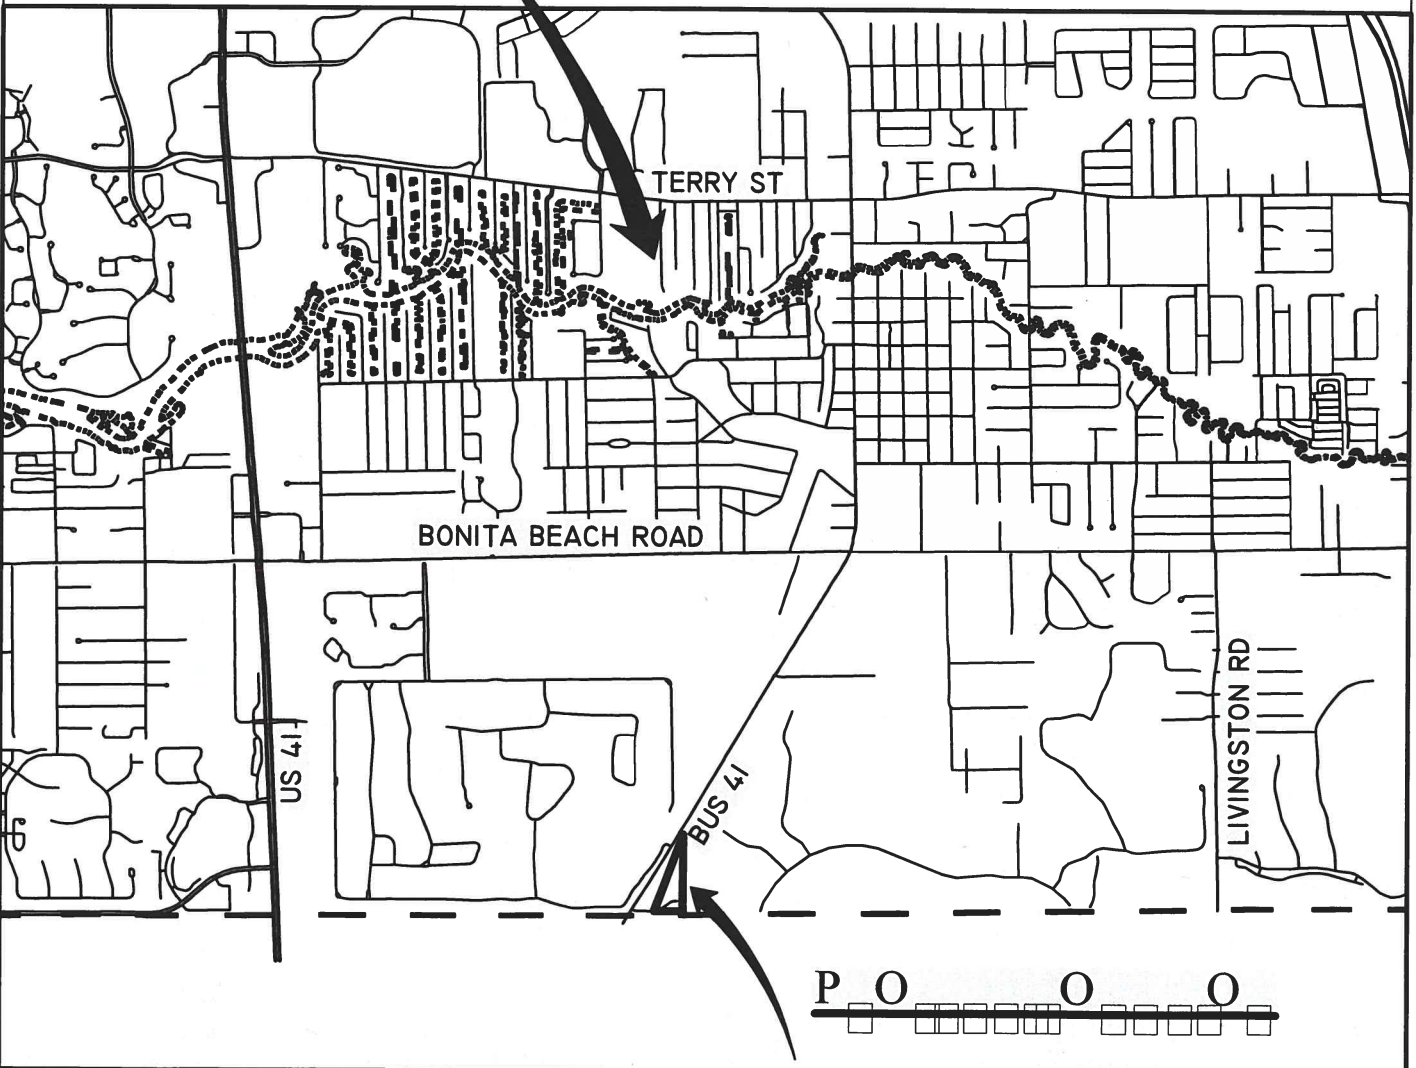 TERRY ST
BONITA BEACH ROAD
US 41
BUS 41
LIVINGSTON RD
P O O O